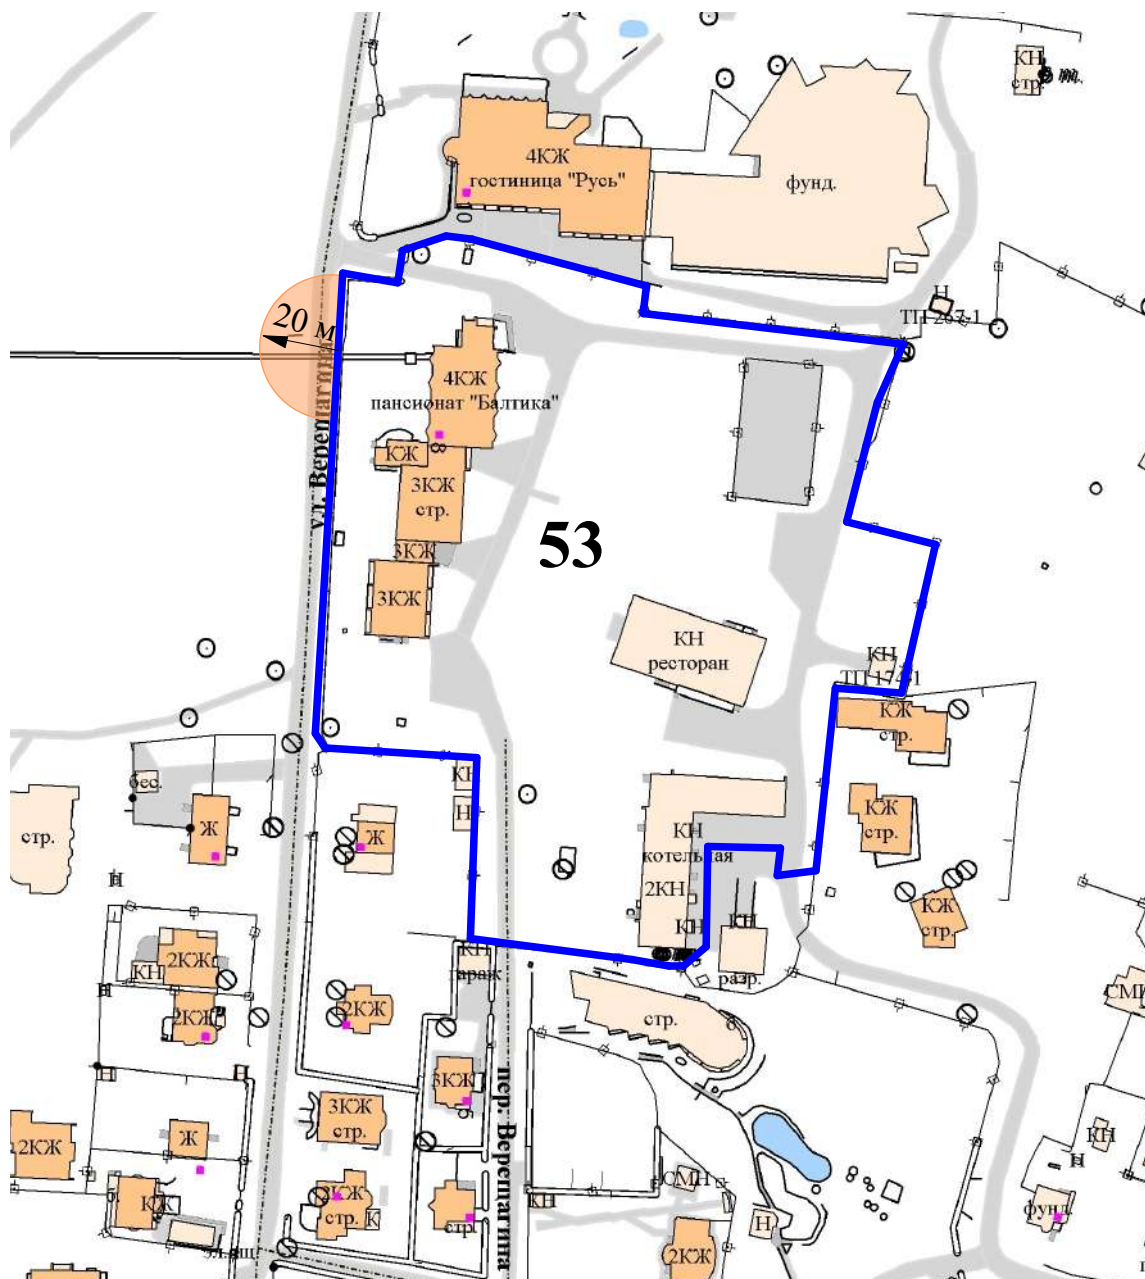 КН
стр.
3 т.
4КЖ
гостиница "Русь"
фунд.
Н
ТП 267-1
20 м
4КЖ
пансионат "Балтика"
8
КЖ
3КЖ
стр.
ул. Верещагина
53
3КЖ
3КЖ
КН
ресторан
КН
ТП 174-1
КЖ
стр.
КН
бес.
Н
стр.
Ж
Ж
КЖ
стр.
КН
котельная
2КН
Н
КЖ
стр.
КН
КН
2КЖ
КН
КН
гараж
разр.
Н
СМН
2КЖ
2КЖ
стр.
Н
Н
3КЖ
5
пер. Верещагина
3КЖ
стр.
2КЖ
Ж
КН
Н
КЖ
стр.
К
СМН
КН
стр.
Н
фунд.
2КЖ